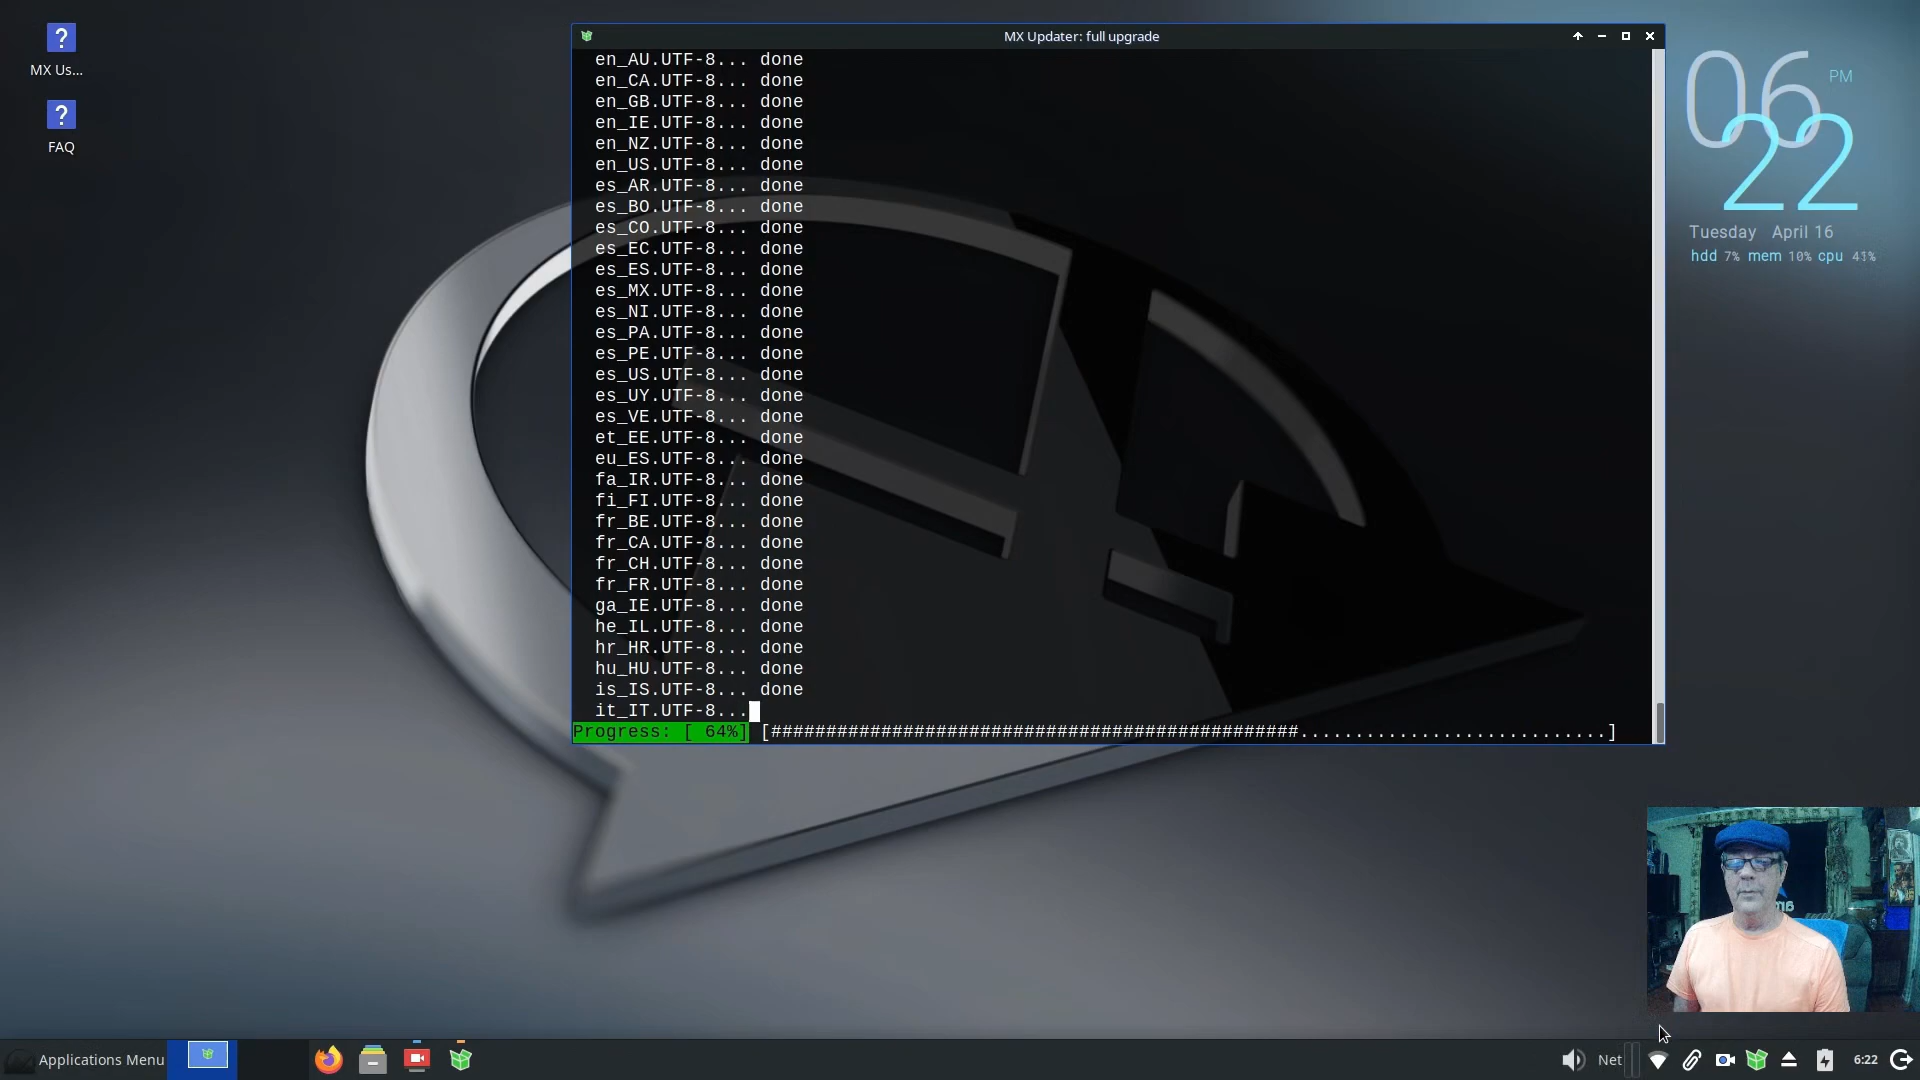 MX Us...
FAQ
MX Updater: full upgrade
en_AU.UTF-8... done
en_CA.UTF-8... done
en_GB.UTF-8... done
en_IE.UTF-8... done
en_NZ.UTF-8... done
en_US.UTF-8... done
es_AR.UTF-8... done
es_BO.UTF-8... done
es_CO.UTF-8... done
es_EC.UTF-8... done
es_ES.UTF-8... done
es_MX.UTF-8... done
es_NI.UTF-8... done
es_PA.UTF-8... done
es_PE.UTF-8... done
es_US.UTF-8... done
es_UY.UTF-8... done
es_VE.UTF-8... done
et_EE.UTF-8... done
eu_ES.UTF-8... done
fa_IR.UTF-8... done
fi_FI.UTF-8... done
fr_BE.UTF-8... done
fr_CA.UTF-8... done
fr_CH.UTF-8... done
fr_FR.UTF-8... done
ga_IE.UTF-8... done
he_IL.UTF-8... done
hr_HR.UTF-8... done
hu_HU.UTF-8... done
is_IS.UTF-8... done
it_IT.UTF-8...
Progress: [ 64%] [################################################............................]
06 PM
22
Tuesday April 16
hdd 7% mem 10% cpu
Applications Menu
Net
6:22